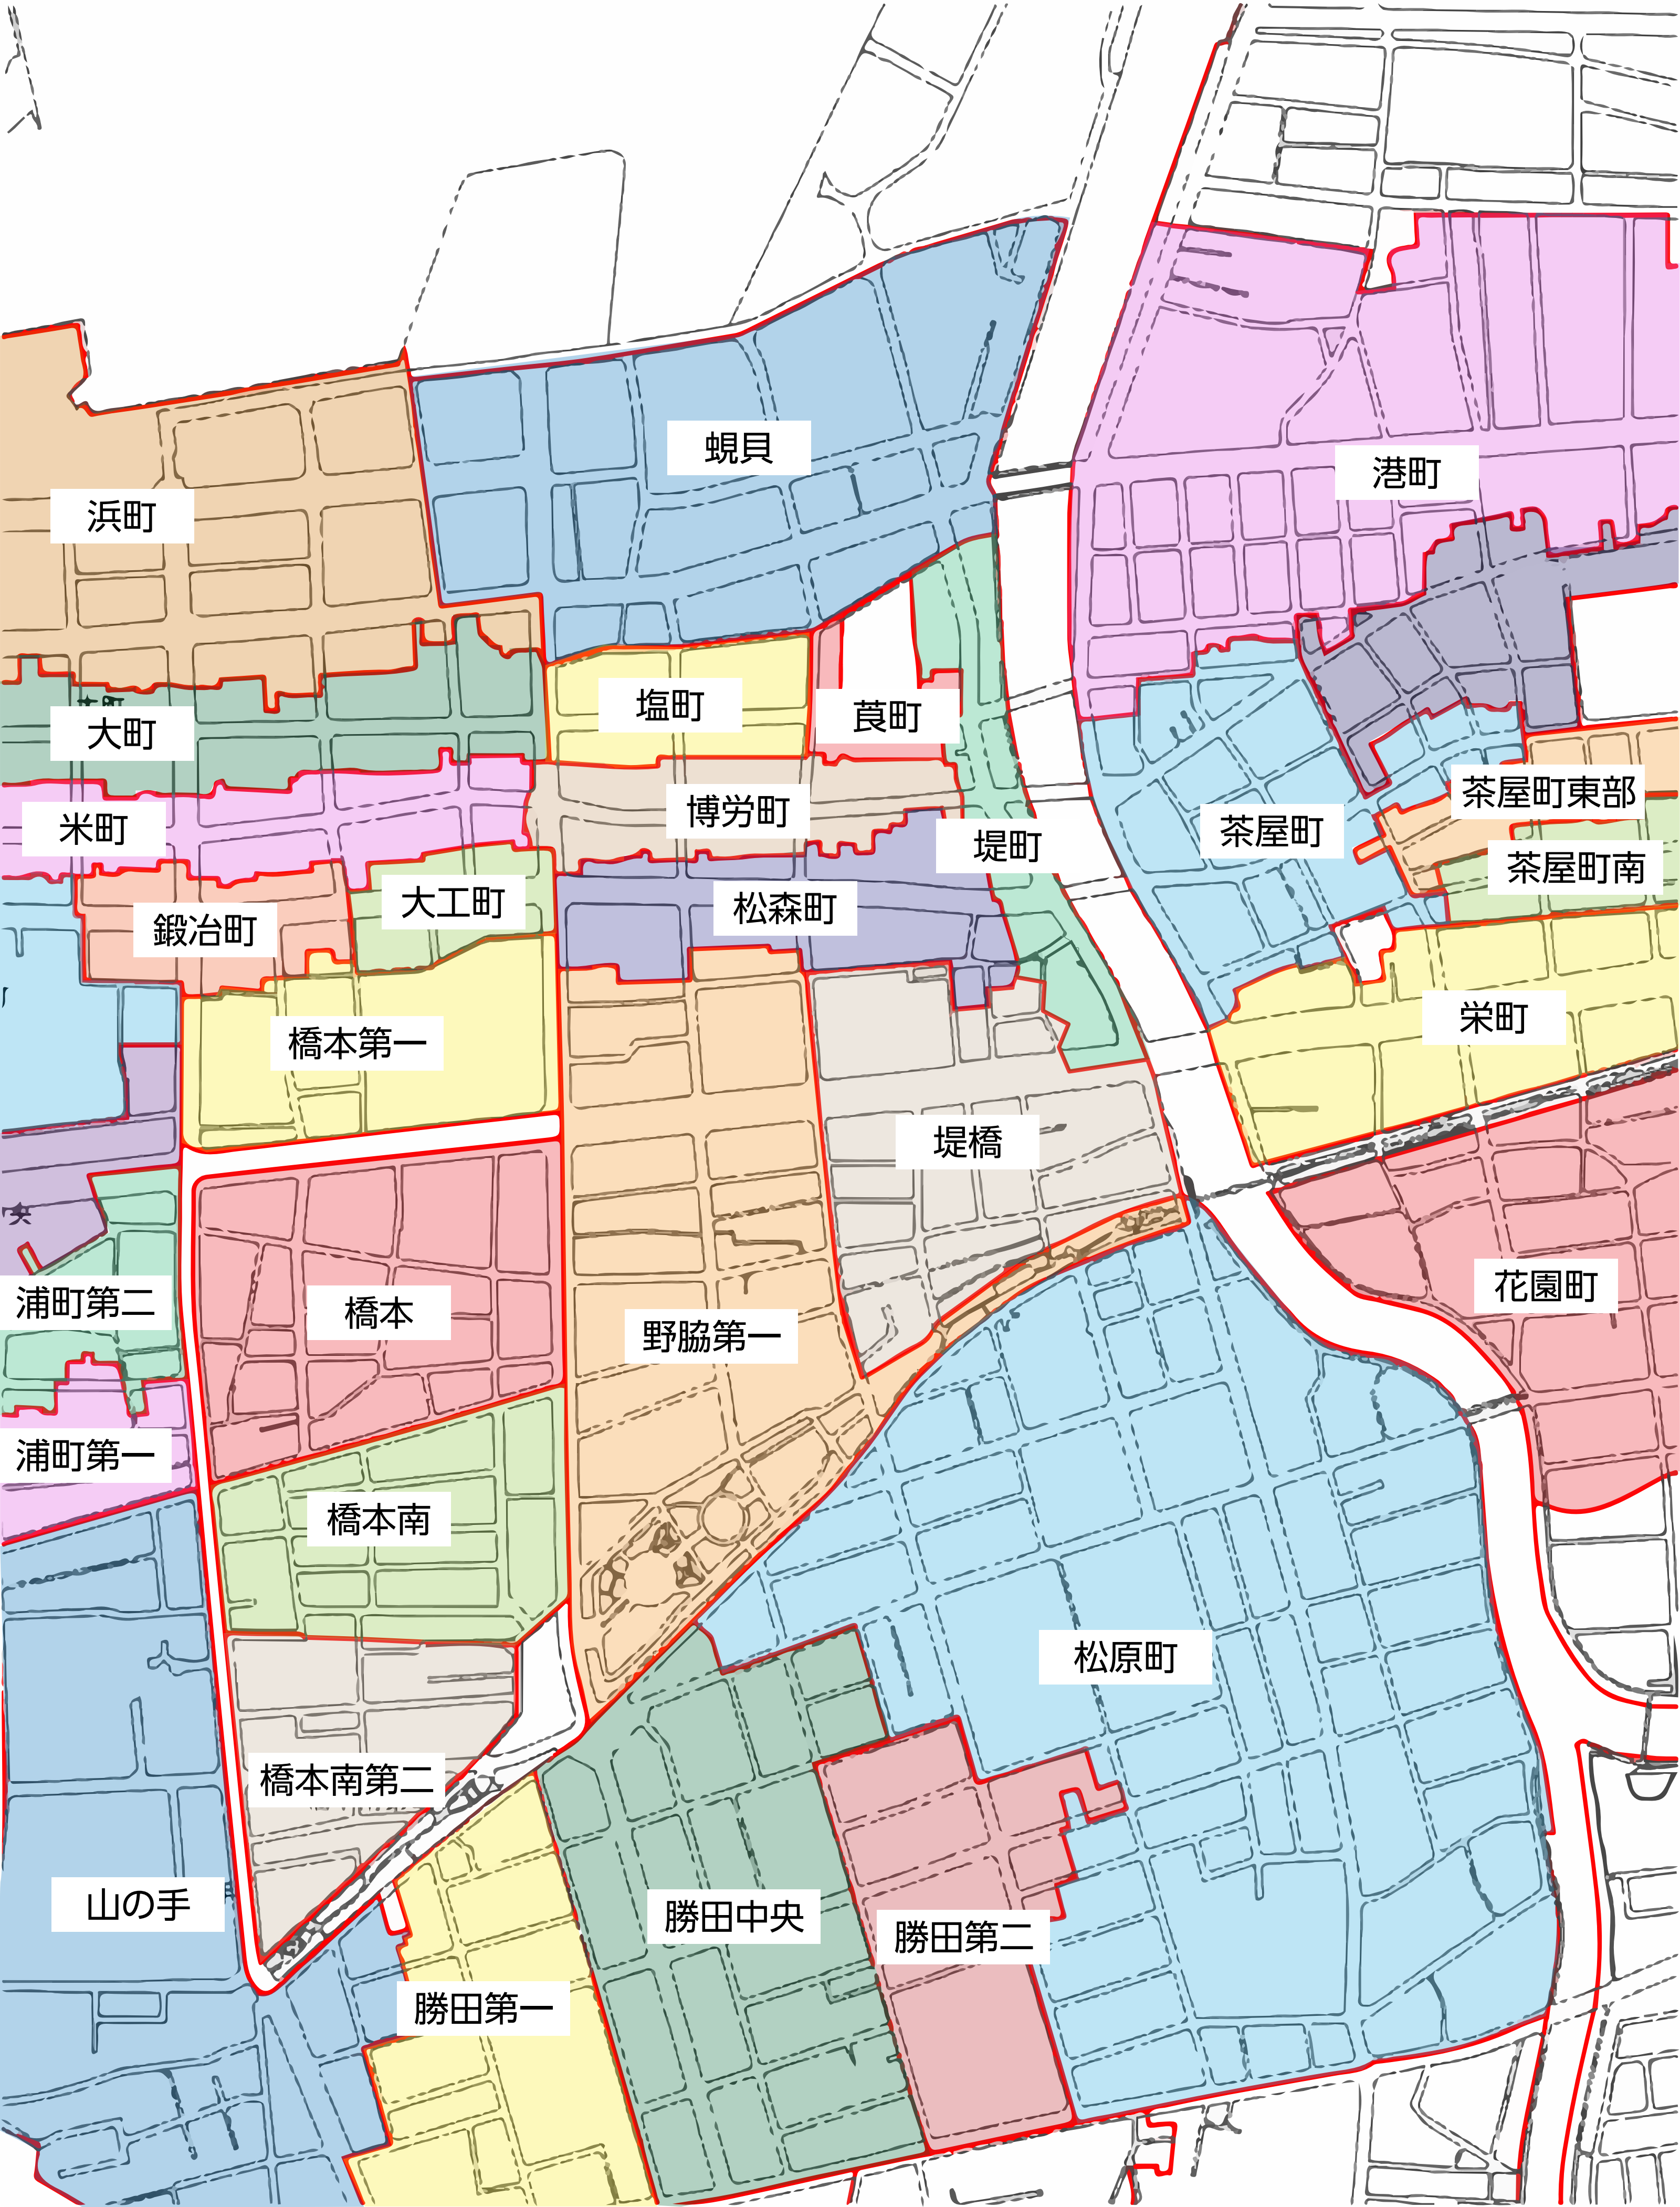 蜆貝
港町
浜町
塩町
莨町
大町
茶屋町東部
博労町
米町
茶屋町
堤町
茶屋町南
大工町
松森町
鍛冶町
栄町
橋本第一
堤橋
花園町
浦町第二
橋本
野脇第一
浦町第一
橋本南
松原町
橋本南第二
山の手
勝田中央
勝田第二
勝田第一